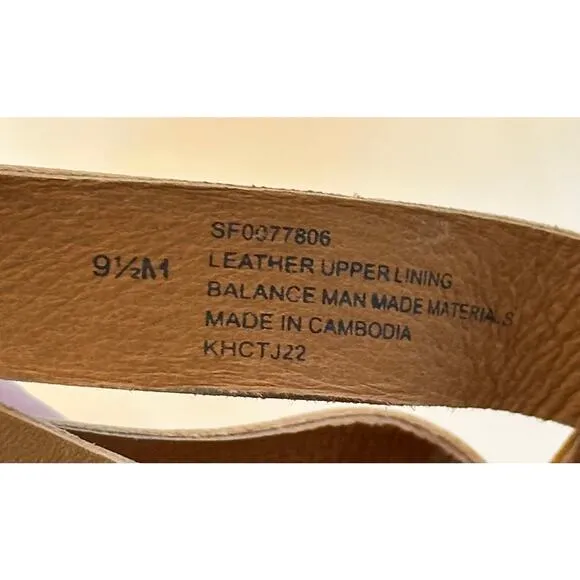 SF0077806
9½M
LEATHER UPPER LINING
BALANCE MAN MADE MATERIALS
MADE IN CAMBODIA
KHCTJ22